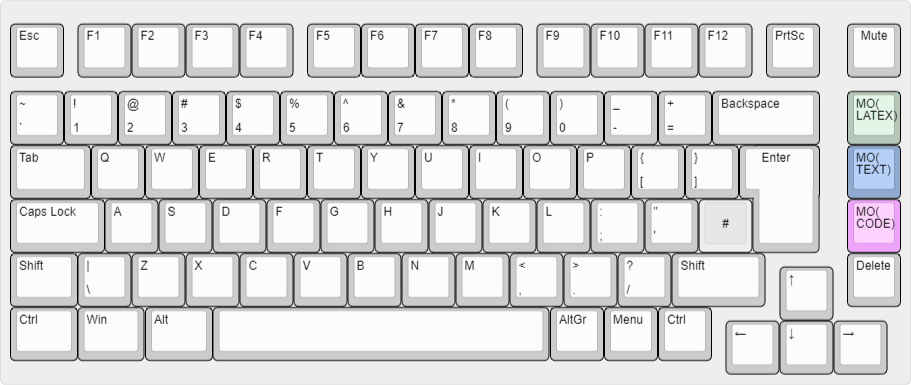 Esc F1 F2 F3 F4 F5 F6 F7 F8 F9 F10 F11 F12 PrtSc Mute
~ ! @ # $ % ^ & * ( ) _ + Backspace MO(
` 1 2 3 4 5 6 7 8 9 0 - = LATEX)
Tab Q W E R T Y U I O P { } Enter MO(
[ ] TEXT)
Caps Lock A S D F G H J K L : " MO(
; ' # CODE)
Shift | Z X C V B N M < > ? Shift Delete
\ , . / ↑
Ctrl Win Alt AltGr Menu Ctrl
← ↓ →